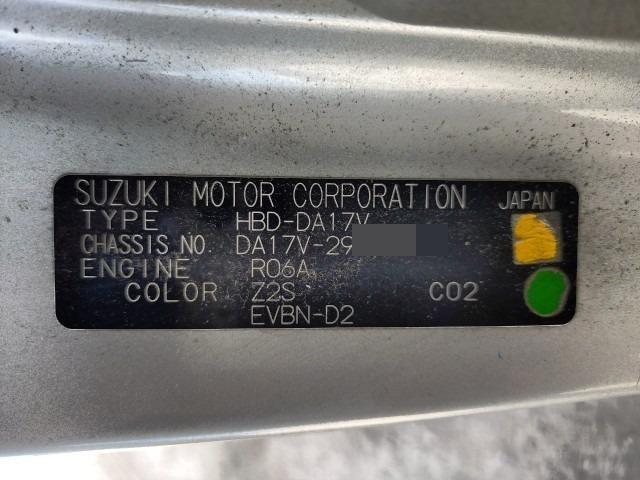 SUZUKI MOTOR CORPORATION JAPAN
TYPE HBD-DA17V
CHASSIS NO. DA17V-29
ENGINE R06A
COLOR Z2S C02
EVBN-D2